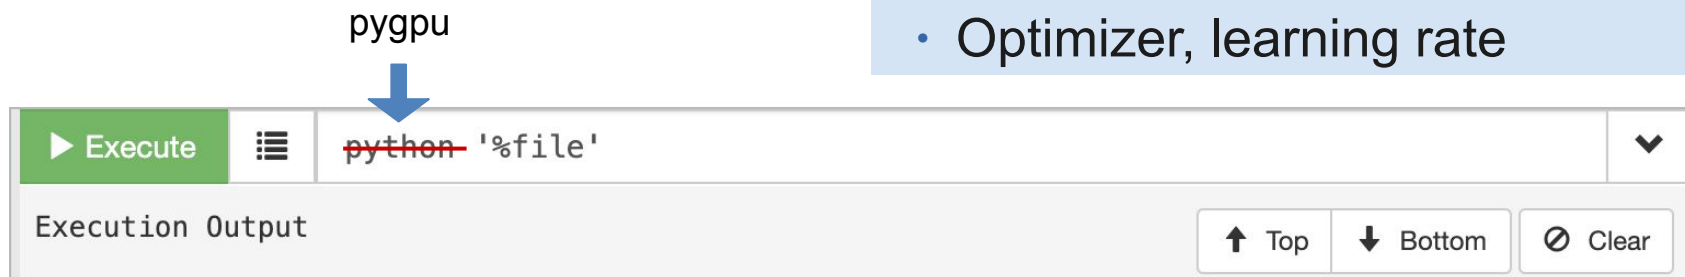 pygpu
• Optimizer, learning rate
Execute python '%file'
Execution Output Top Bottom Clear